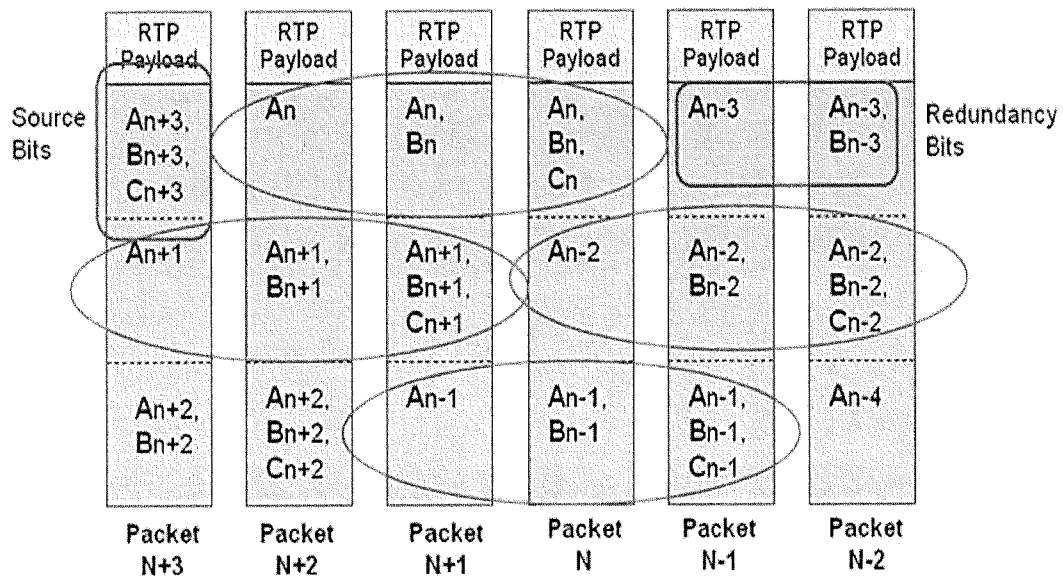 RTP Payload
RTP Payload
RTP Payload
RTP Payload
RTP Payload
RTP Payload
Source
Bits
An+3,
Bn+3,
Cn+3
An
An,
Bn
An,
Bn,
Cn
An-3
An-3,
Bn-3
Redundancy
Bits
An+1
An+1,
Bn+1
An+1,
Bn+1,
Cn+1
An-2
An-2,
Bn-2
An-2,
Bn-2,
Cn-2
An+2,
Bn+2
An+2,
Bn+2,
Cn+2
An-1
An-1,
Bn-1
An-1,
Bn-1,
Cn-1
An-4
Packet
N+3
Packet
N+2
Packet
N+1
Packet
N
Packet
N-1
Packet
N-2